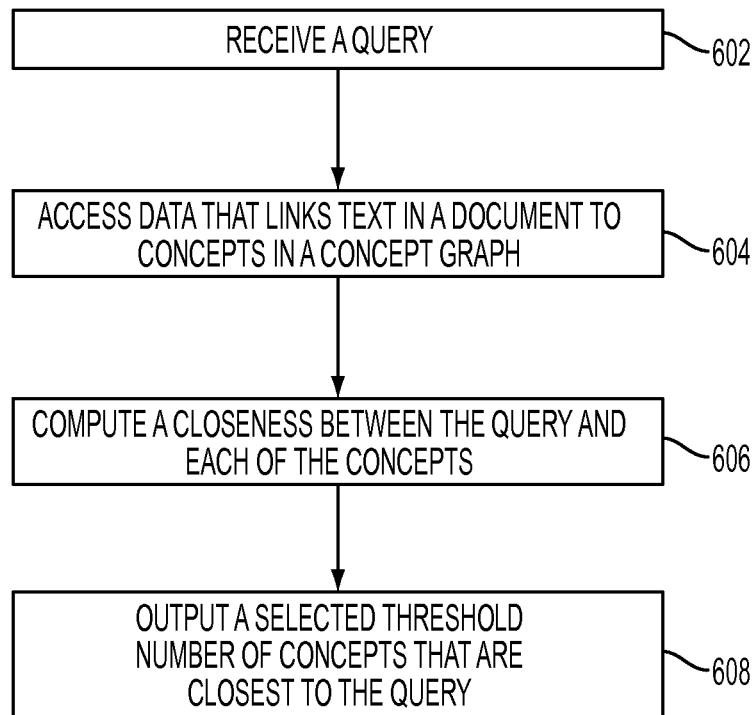 RECEIVE A QUERY
602
ACCESS DATA THAT LINKS TEXT IN A DOCUMENT TO
CONCEPTS IN A CONCEPT GRAPH
604
COMPUTE A CLOSENESS BETWEEN THE QUERY AND
EACH OF THE CONCEPTS
606
OUTPUT A SELECTED THRESHOLD
NUMBER OF CONCEPTS THAT ARE
CLOSEST TO THE QUERY
608